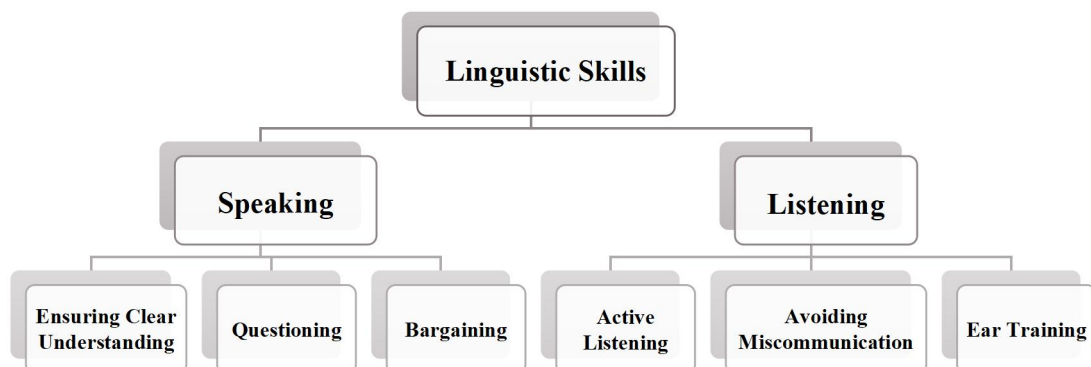 Linguistic Skills
Speaking
Listening
Ensuring Clear
Understanding
Questioning
Bargaining
Active
Listening
Avoiding
Miscommunication
Ear Training